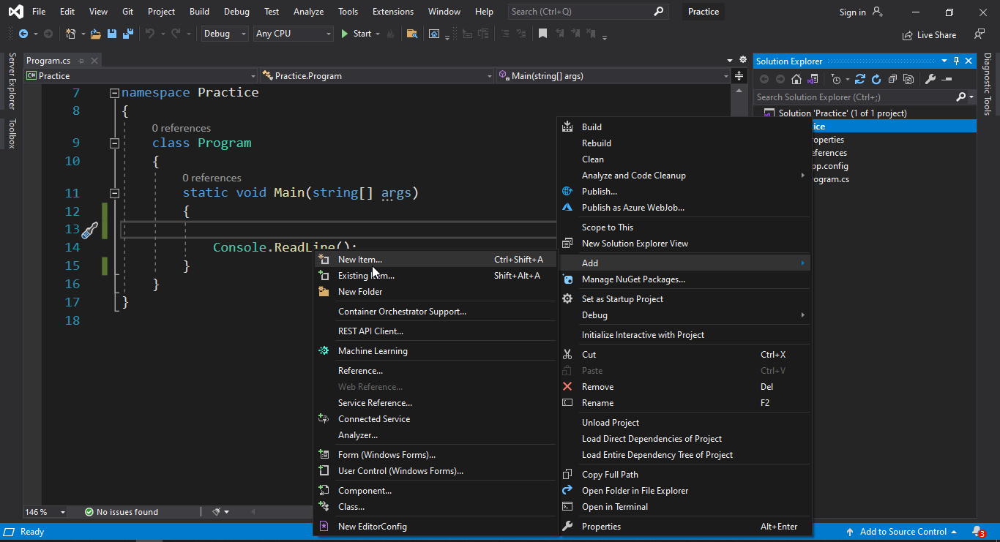 File Edit View Git Project Build Debug Test Analyze Tools Extensions Window Help Search (Ctrl+Q) Practice Sign in
Debug Any CPU Start Live Share
Server Explorer
Toolbox
Program.cs
Practice Practice.Program Main(string[] args)
7 namespace Practice
8 {
0 references
9 class Program
10 {
0 references
11 static void Main(string[] args)
12 {
13
14 Console.ReadLine();
15 }
16 }
17 }
18
New Item... Ctrl+Shift+A
Existing Item... Shift+Alt+A
New Folder
Container Orchestrator Support...
REST API Client...
Machine Learning
Reference...
Web Reference...
Service Reference...
Connected Service
Analyzer...
Form (Windows Forms)...
User Control (Windows Forms)...
Component...
Class...
New EditorConfig
Build
Rebuild
Clean
Analyze and Code Cleanup
Publish...
Publish as Azure WebJob...
Scope to This
New Solution Explorer View
Add
Manage NuGet Packages...
Set as Startup Project
Debug
Initialize Interactive with Project
Cut Ctrl+X
Paste Ctrl+V
Remove Del
Rename F2
Unload Project
Load Direct Dependencies of Project
Load Entire Dependency Tree of Project
Copy Full Path
Open Folder in File Explorer
Open in Terminal
Properties Alt+Enter
Solution Explorer
Search Solution Explorer (Ctrl+;)
Solution 'Practice' (1 of 1 project)
ice
operties
eferences
pp.config
ogram.cs
Diagnostic Tools
146 % No issues found
Ready Add to Source Control 3